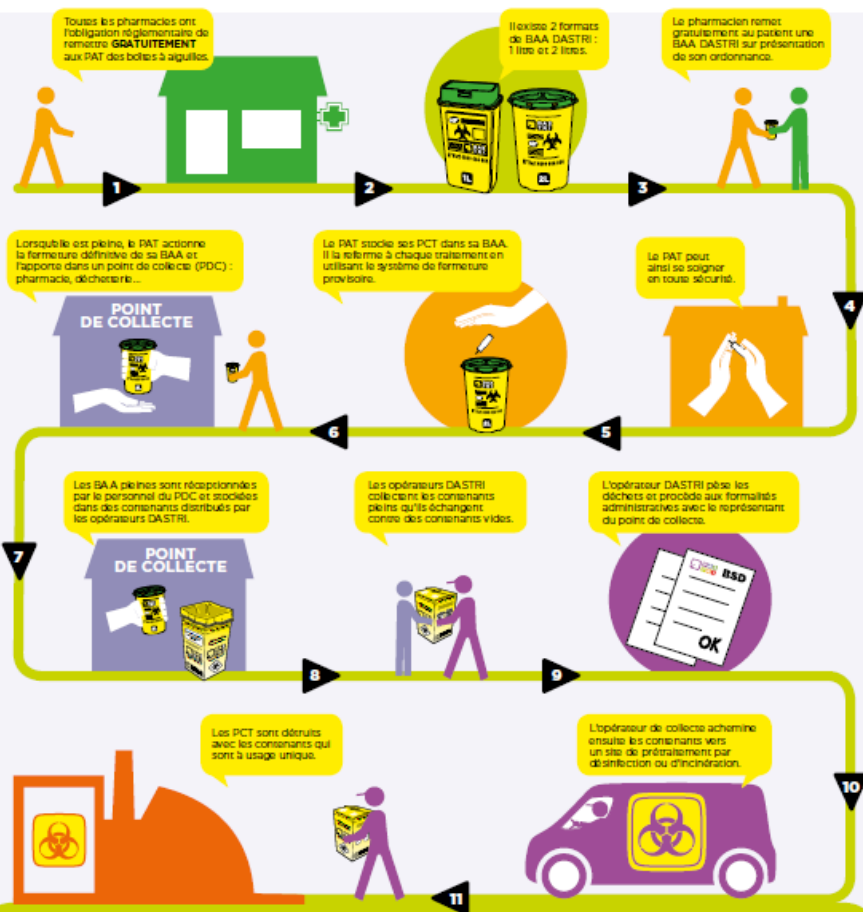 Toutes les pharmacies ont
l'obligation réglementaire de
remettre GRATUITEMENT
aux PAT des boîtes à aiguilles.
Il existe 2 formats
de BAA DASTRI :
1 litre et 2 litres.
Le pharmacien remet
gratuitement au patient une
BAA DASTRI sur présentation
de son ordonnance.
1L
2L
1
2
3
Lorsqu'elle est pleine, le PAT actionne
la fermeture définitive de sa BAA et
l'apporte dans un point de collecte (PDC) :
pharmacie, déchetterie...
Le PAT stocke ses PCT dans sa BAA.
Il la referme à chaque traitement en
utilisant le système de fermeture
provisoire.
Le PAT peut
ainsi se soigner
en toute sécurité.
4
POINT
DE COLLECTE
6
5
Les BAA pleines sont réceptionnées
par le personnel du PDC et stockées
dans des contenants distribués par
les opérateurs DASTRI.
Les opérateurs DASTRI
collectent les contenants
pleins qu'ils échangent
contre des contenants vides.
L'opérateur DASTRI pèse les
déchets et procède aux formalités
administratives avec le représentant
du point de collecte.
7
POINT
DE COLLECTE
BSD
OK
8
9
Les PCT sont détruits
avec les contenants qui
sont à usage unique.
L'opérateur de collecte achemine
ensuite les contenants vers
un site de prétraitement par
désinfection ou d'incinération.
10
11